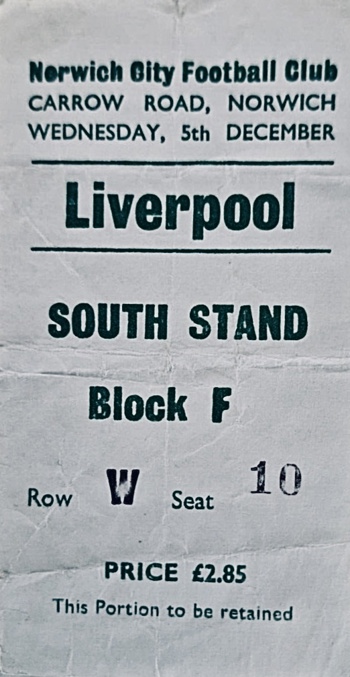 Norwich City Football Club
CARROW ROAD, NORWICH
WEDNESDAY, 5th DECEMBER
Liverpool
SOUTH STAND
Block F
Row W Seat 10
PRICE £2.85
This Portion to be retained